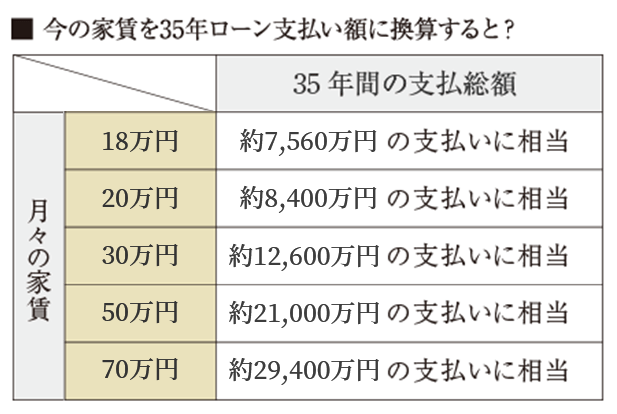 ■ 今の家賃を35年ローン支払い額に換算すると?
35年間の支払総額
月々の家賃
18万円 約7,560万円 の支払いに相当
20万円 約8,400万円 の支払いに相当
30万円 約12,600万円 の支払いに相当
50万円 約21,000万円 の支払いに相当
70万円 約29,400万円 の支払いに相当